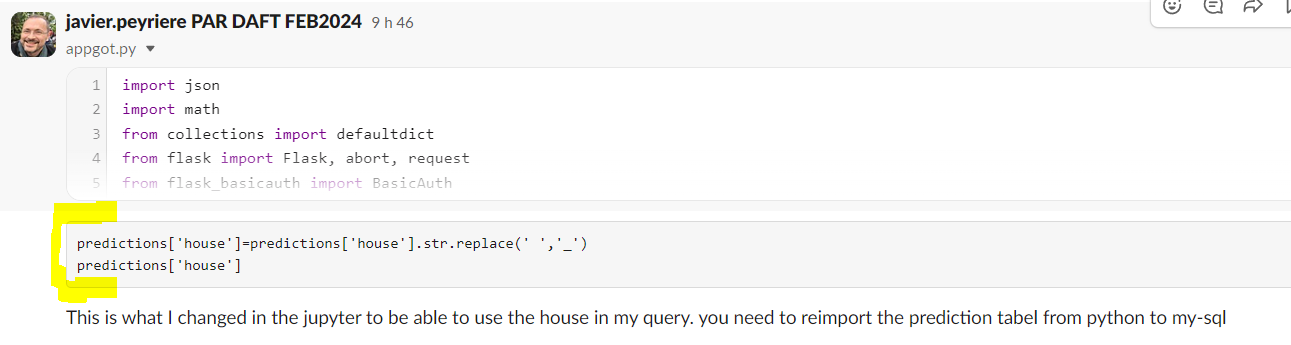 javier.peyriere PAR DAFT FEB2024 9 h 46
appgot.py
1 import json
2 import math
3 from collections import defaultdict
4 from flask import Flask, abort, request
5 from flask_basicauth import BasicAuth
predictions['house']=predictions['house'].str.replace(' ','_')
predictions['house']
This is what I changed in the jupyter to be able to use the house in my query. you need to reimport the prediction tabel from python to my-sql